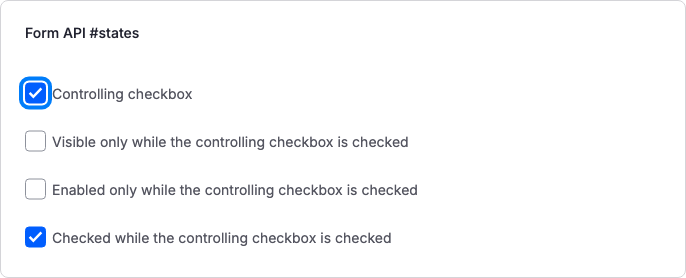 Form API #states
Controlling checkbox
Visible only while the controlling checkbox is checked
Enabled only while the controlling checkbox is checked
Checked while the controlling checkbox is checked